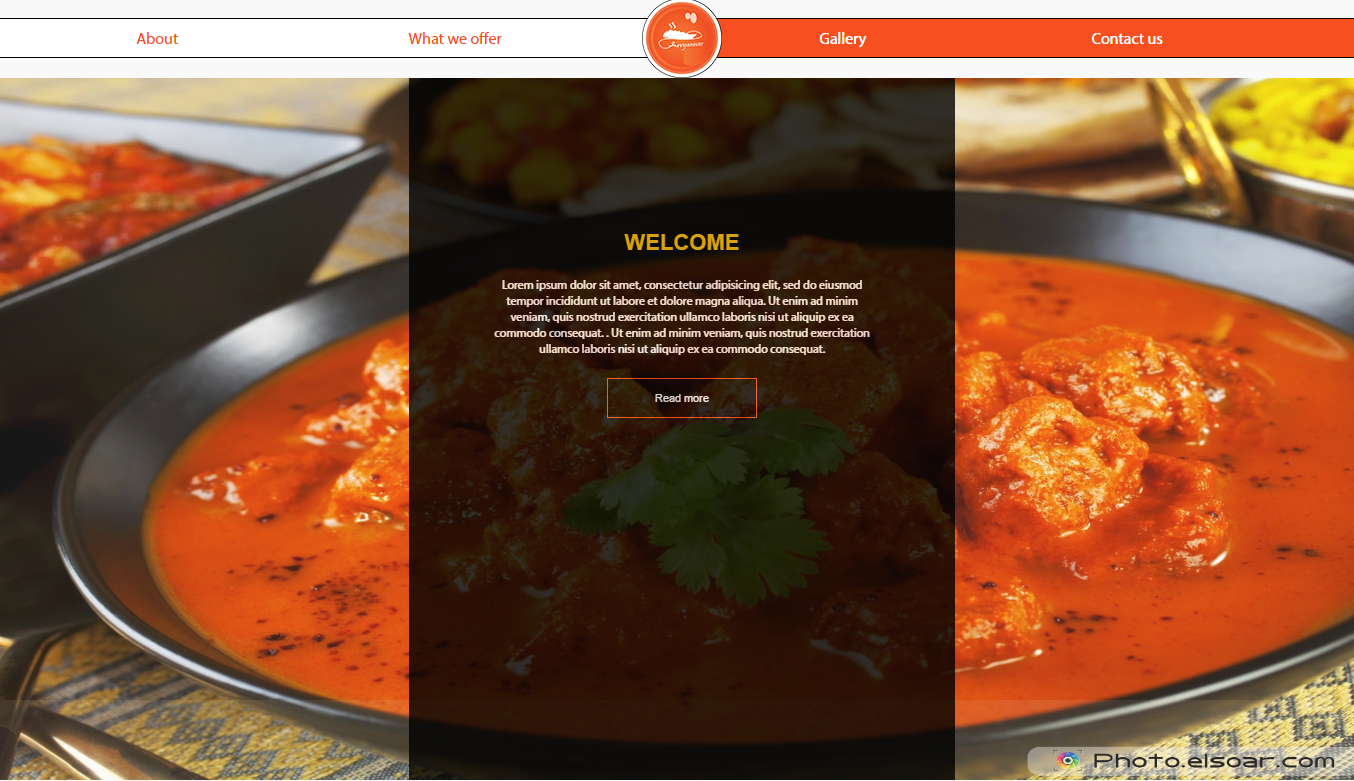 About
What we offer
Gallery
Contact us
WELCOME
Lorem ipsum dolor sit amet, consectetur adipisicing elit, sed do eiusmod
tempor incididunt ut labore et dolore magna aliqua. Ut enim ad minim
veniam, quis nostrud exercitation ullamco laboris nisi ut aliquip ex ea
commodo consequat. . Ut enim ad minim veniam, quis nostrud exercitation
ullamco laboris nisi ut aliquip ex ea commodo consequat.
Read more
Photo.elsoar.com